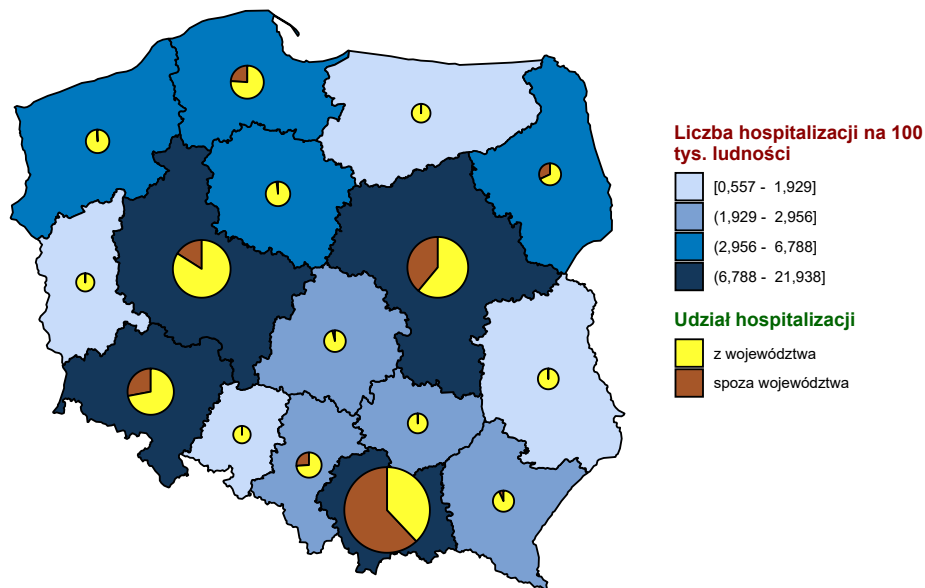 Liczba hospitalizacji na 100
tys. ludności
[0,557 - 1,929]
(1,929 - 2,956]
(2,956 - 6,788]
(6,788 - 21,938]
Udział hospitalizacji
z województwa
spoza województwa